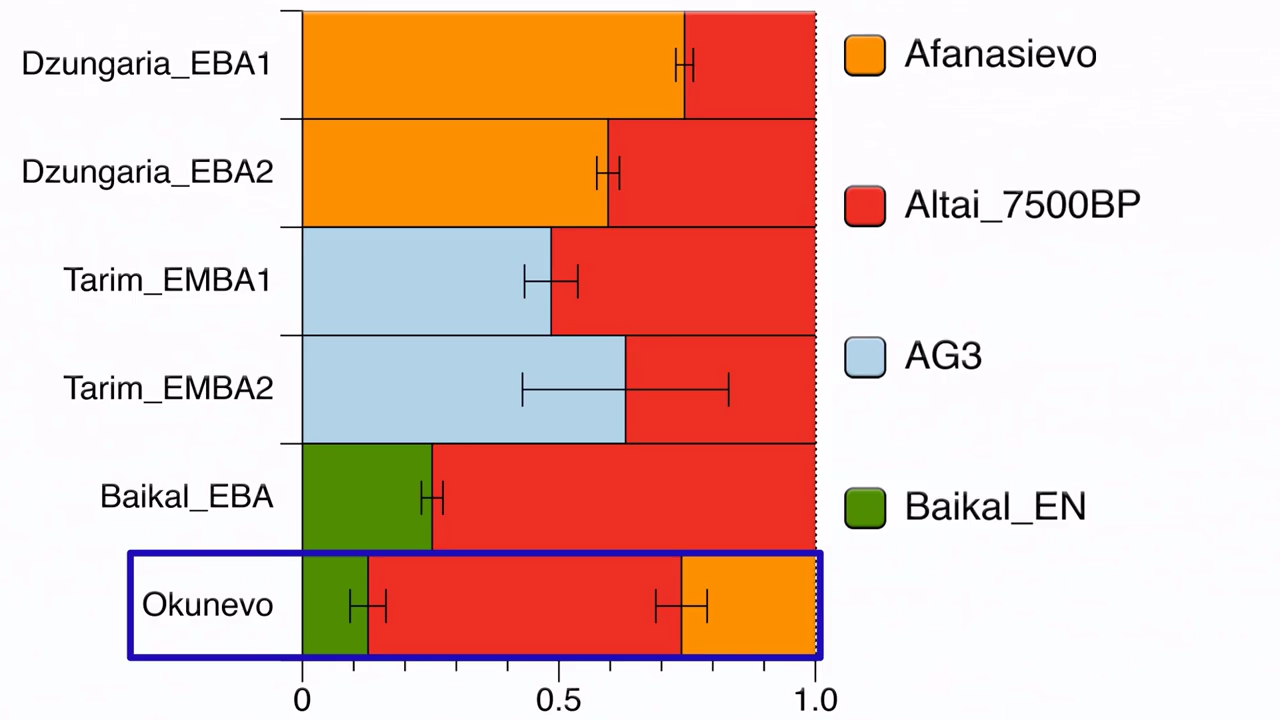 Dzungaria_EBA1
Dzungaria_EBA2
Tarim_EMBA1
Tarim_EMBA2
Baikal_EBA
Okunevo
0 0.5 1.0
Afanasievo
Altai_7500BP
AG3
Baikal_EN